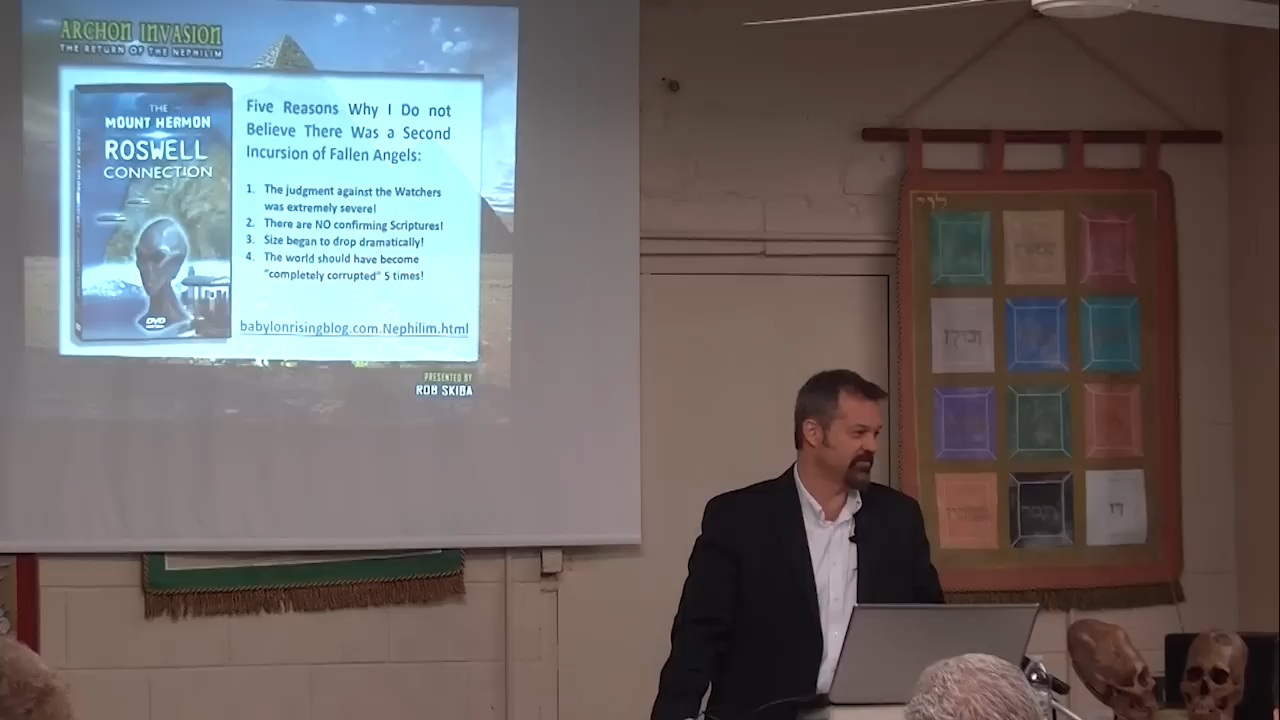 ARCHON INVASION
THE RETURN OF THE NEPHILIM
THE
MOUNT HERMON
ROSWELL
CONNECTION
DVD
Five Reasons Why I Do not
Believe There Was a Second
Incursion of Fallen Angels:
1. The judgment against the Watchers
was extremely severe!
2. There are NO confirming Scriptures!
3. Size began to drop dramatically!
4. The world should have become
"completely corrupted" 5 times!
babylonrisingblog.com.Nephilim.html
PRESENTED BY
ROB SKIBA
לוי